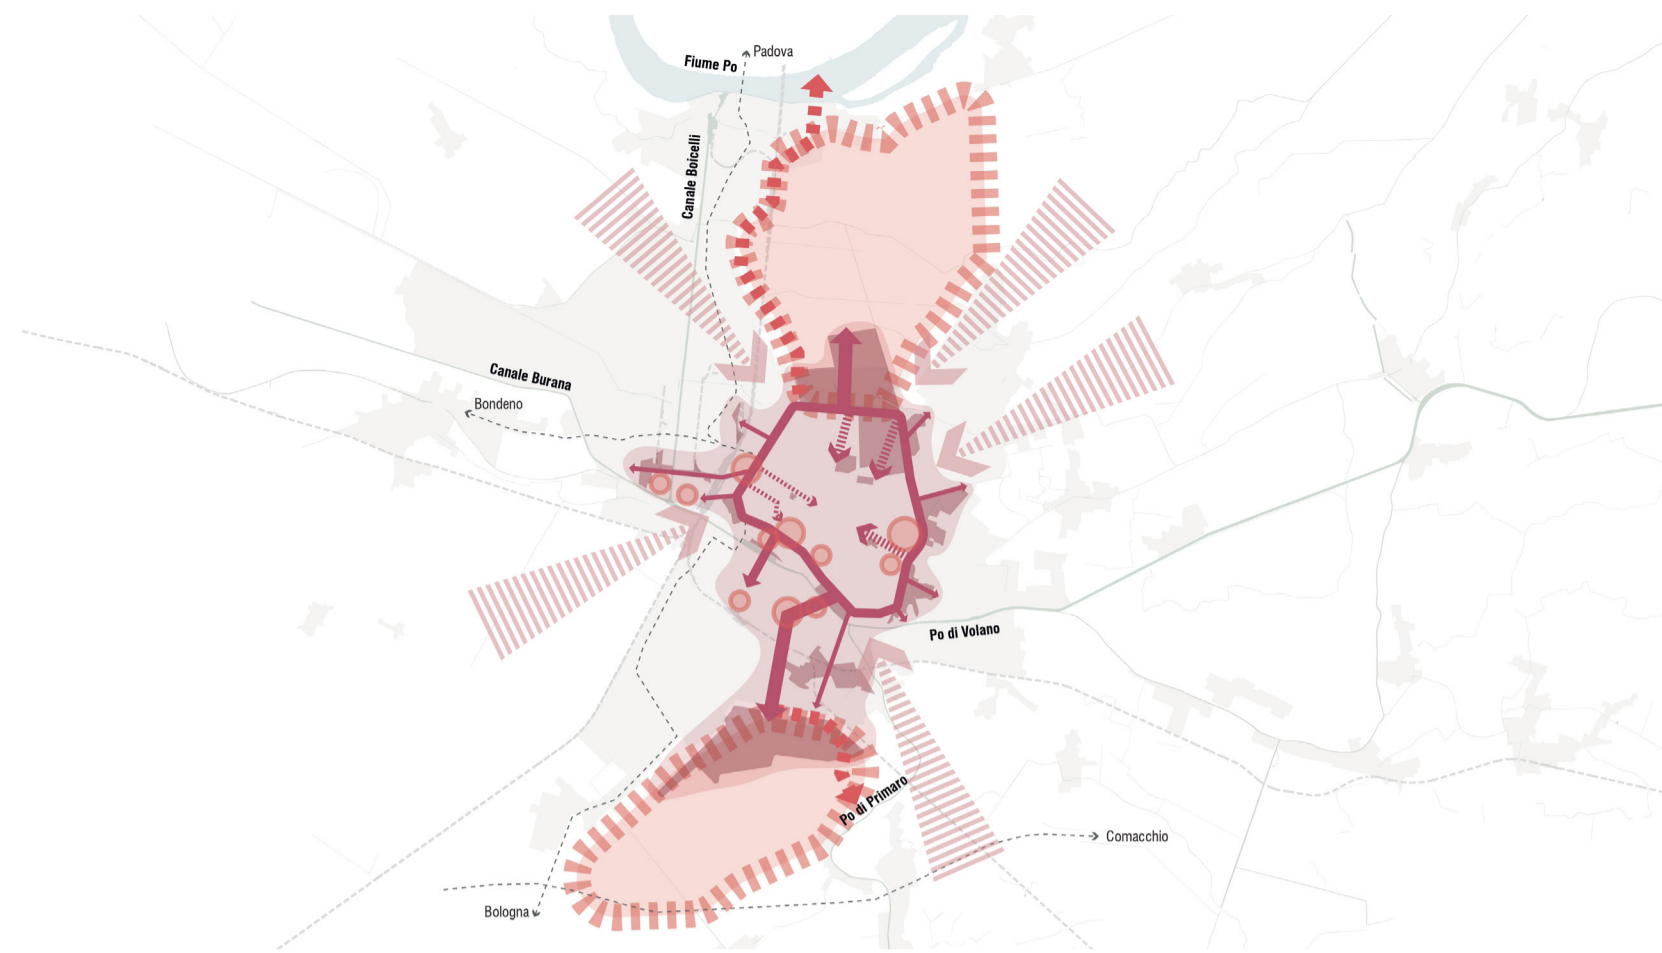 Padova
Fiume Po
Canale Boicelli
Canale Burana
Bondeno
Po di Volano
Po di Primaro
Comacchio
Bologna